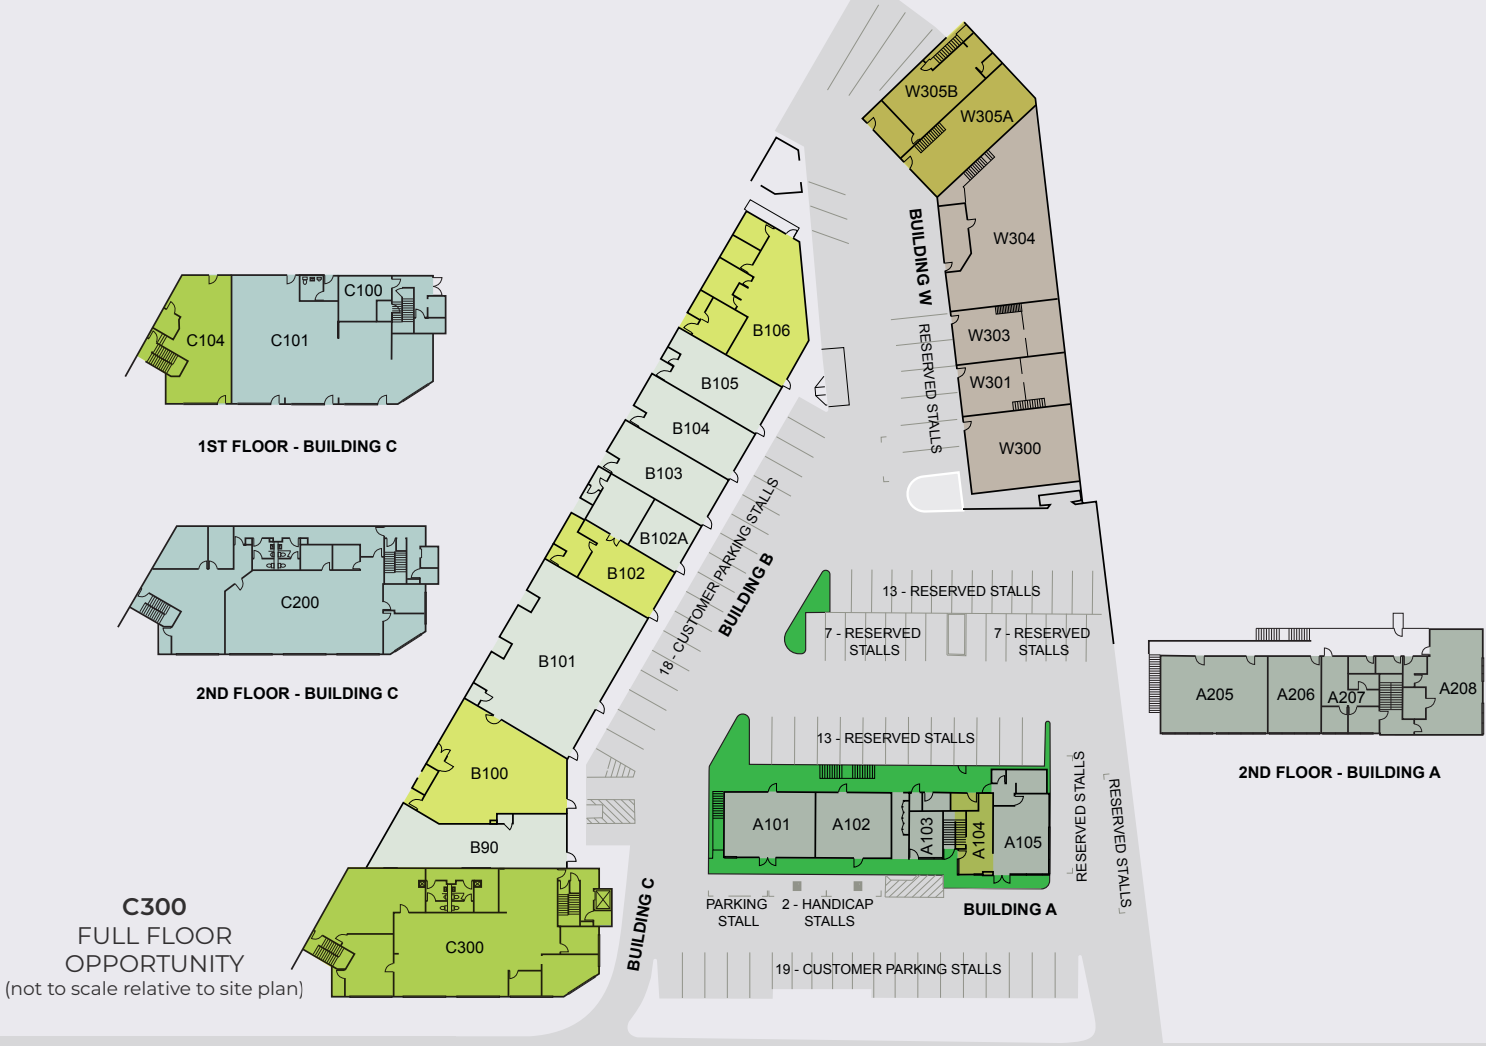 W305B
W305A
W304
BUILDING W
W303
RESERVED STALLS
W301
W300
C100
C104
C101
1ST FLOOR - BUILDING C
C200
2ND FLOOR - BUILDING C
B106
B105
B104
B103
B102A
B102
B101
B100
B90
18 - CUSTOMER PARKING STALLS
BUILDING B
13 - RESERVED STALLS
7 - RESERVED
STALLS
7 - RESERVED
STALLS
A205
A206
A207
A208
2ND FLOOR - BUILDING A
13 - RESERVED STALLS
A101
A102
A103
A104
A105
RESERVED STALLS
RESERVED STALLS
PARKING
STALL
2 - HANDICAP
STALLS
BUILDING A
C300
FULL FLOOR
OPPORTUNITY
(not to scale relative to site plan)
C300
BUILDING C
19 - CUSTOMER PARKING STALLS